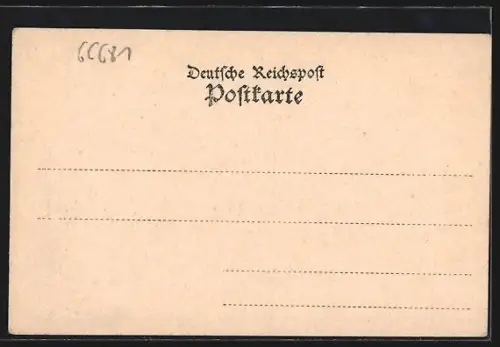 66681
Deutsche Reichspost
Postkarte